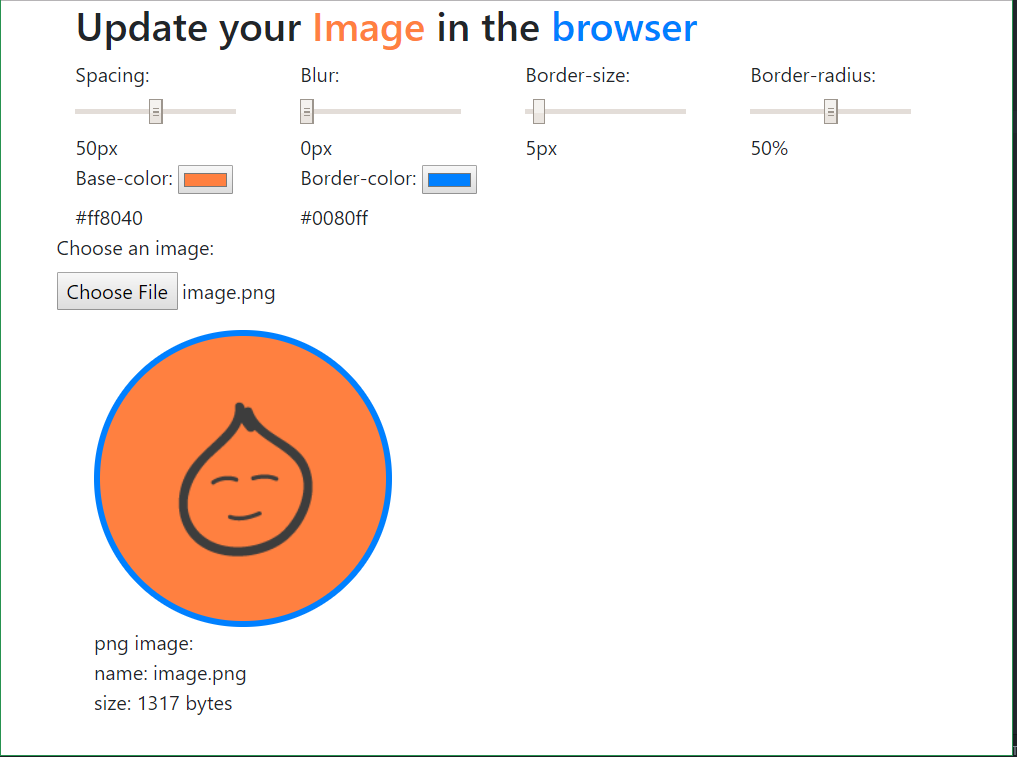 Update your Image in the browser
Spacing: Blur: Border-size: Border-radius:
50px 0px 5px 50%
Base-color: Border-color:
#ff8040 #0080ff
Choose an image:
Choose File image.png
png image:
name: image.png
size: 1317 bytes